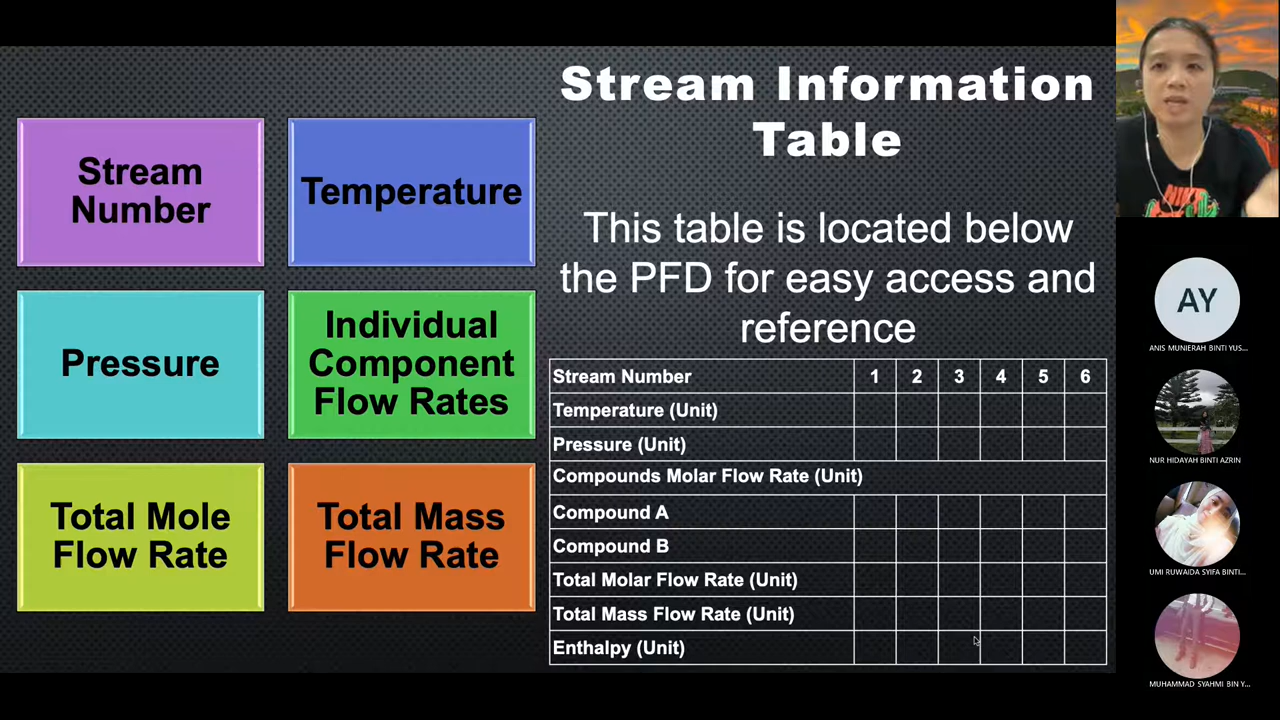 Stream Information
Table
Stream
Number
Temperature
Pressure
Individual
Component
Flow Rates
Total Mole
Flow Rate
Total Mass
Flow Rate
This table is located below
the PFD for easy access and
reference
Stream Number 1 2 3 4 5 6
Temperature (Unit)
Pressure (Unit)
Compounds Molar Flow Rate (Unit)
Compound A
Compound B
Total Molar Flow Rate (Unit)
Total Mass Flow Rate (Unit)
Enthalpy (Unit)
NIKE
AY
ANIS MUNIERAH BINTI YUS...
NUR HIDAYAH BINTI AZRIN
UMI RUWAIDA SYIFA BINTI...
MUHAMMAD SYAHMI BIN Y...